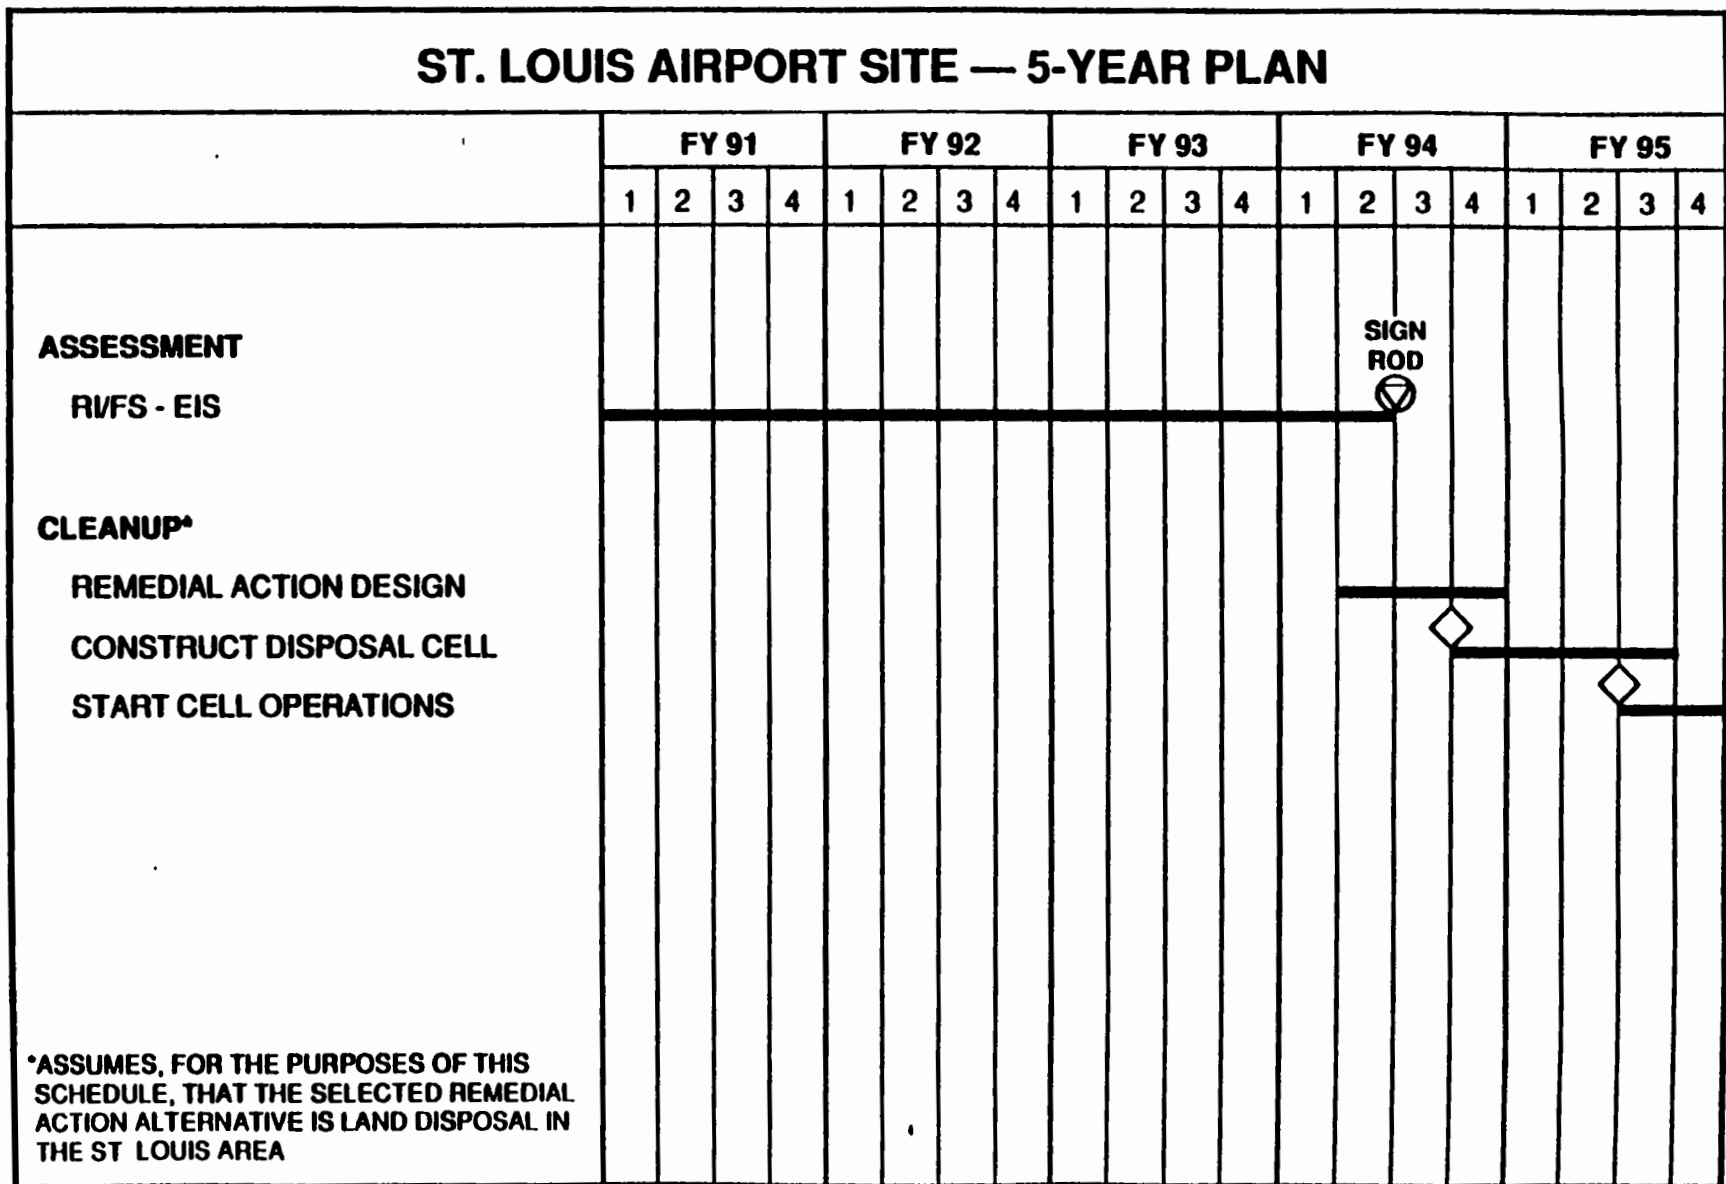 ST. LOUIS AIRPORT SITE — 5-YEAR PLAN
FY 91 FY 92 FY 93 FY 94 FY 95
1 2 3 4 1 2 3 4 1 2 3 4 1 2 3 4 1 2 3 4
SIGN
ROD
ASSESSMENT
RI/FS - EIS
CLEANUP*
REMEDIAL ACTION DESIGN
CONSTRUCT DISPOSAL CELL
START CELL OPERATIONS
*ASSUMES, FOR THE PURPOSES OF THIS
SCHEDULE, THAT THE SELECTED REMEDIAL
ACTION ALTERNATIVE IS LAND DISPOSAL IN
THE ST LOUIS AREA